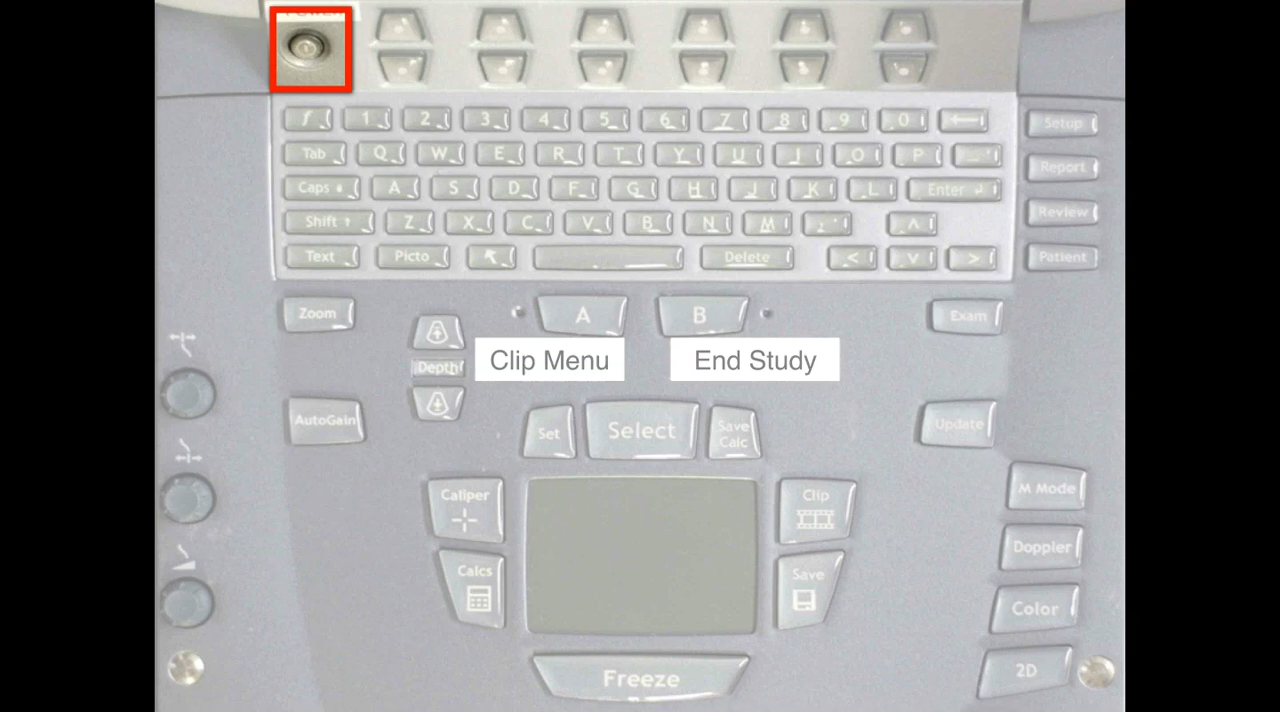 POWER
f 1 2 3 4 5 6 7 8 9 0
Tab Q W E R T Y U I O P
Caps A S D F G H J K L Enter
Shift Z X C V B N M
Text Picto Delete < v >
Setup
Report
Review
Patient
Zoom
A
B
Exam
Depth
Clip Menu
End Study
AutoGain
Set
Select
Save
Calc
Update
Caliper
Clip
M Mode
Calcs
Save
Doppler
Color
Freeze
2D